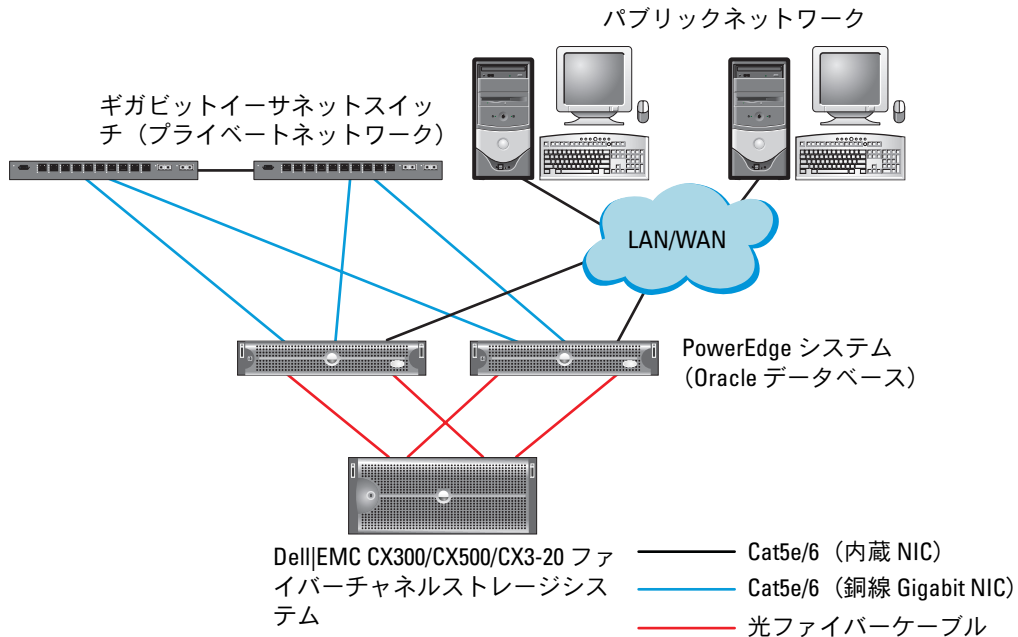 パブリックネットワーク
ギガビットイーサネットスイッ
チ（プライベートネットワーク）
LAN/WAN
PowerEdge システム
（Oracle データベース）
Dell|EMC CX300/CX500/CX3-20 ファ
イバーチャネルストレージシス
テム
Cat5e/6（内蔵 NIC）
Cat5e/6（銅線 Gigabit NIC）
光ファイバーケーブル